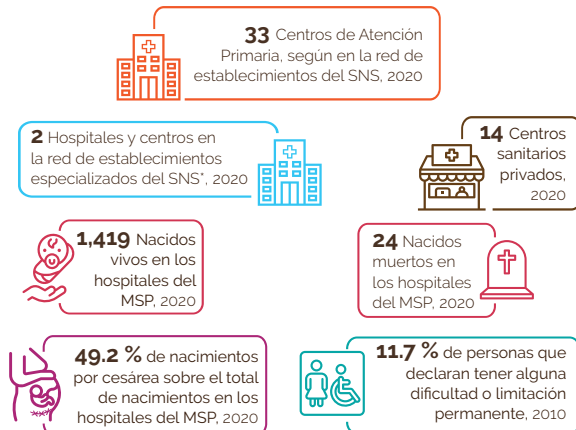 33 Centros de Atención
Primaria, según en la red de
establecimientos del SNS, 2020
2 Hospitales y centros en
la red de establecimientos
especializados del SNS*, 2020
14 Centros
sanitarios
privados,
2020
1,419 Nacidos
vivos en los
hospitales del
MSP, 2020
24 Nacidos
muertos en
los hospitales
del MSP, 2020
49.2 % de nacimientos
por cesárea sobre el total
de nacimientos en los
hospitales del MSP, 2020
11.7 % de personas que
declaran tener alguna
dificultad o limitación
permanente, 2010